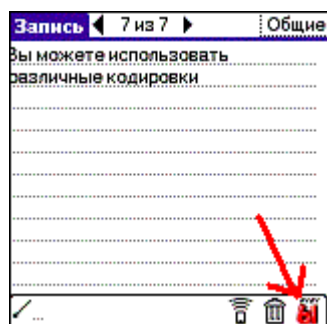 Запись 7 из 7 Общие
Вы можете использовать
различные кодировки
...